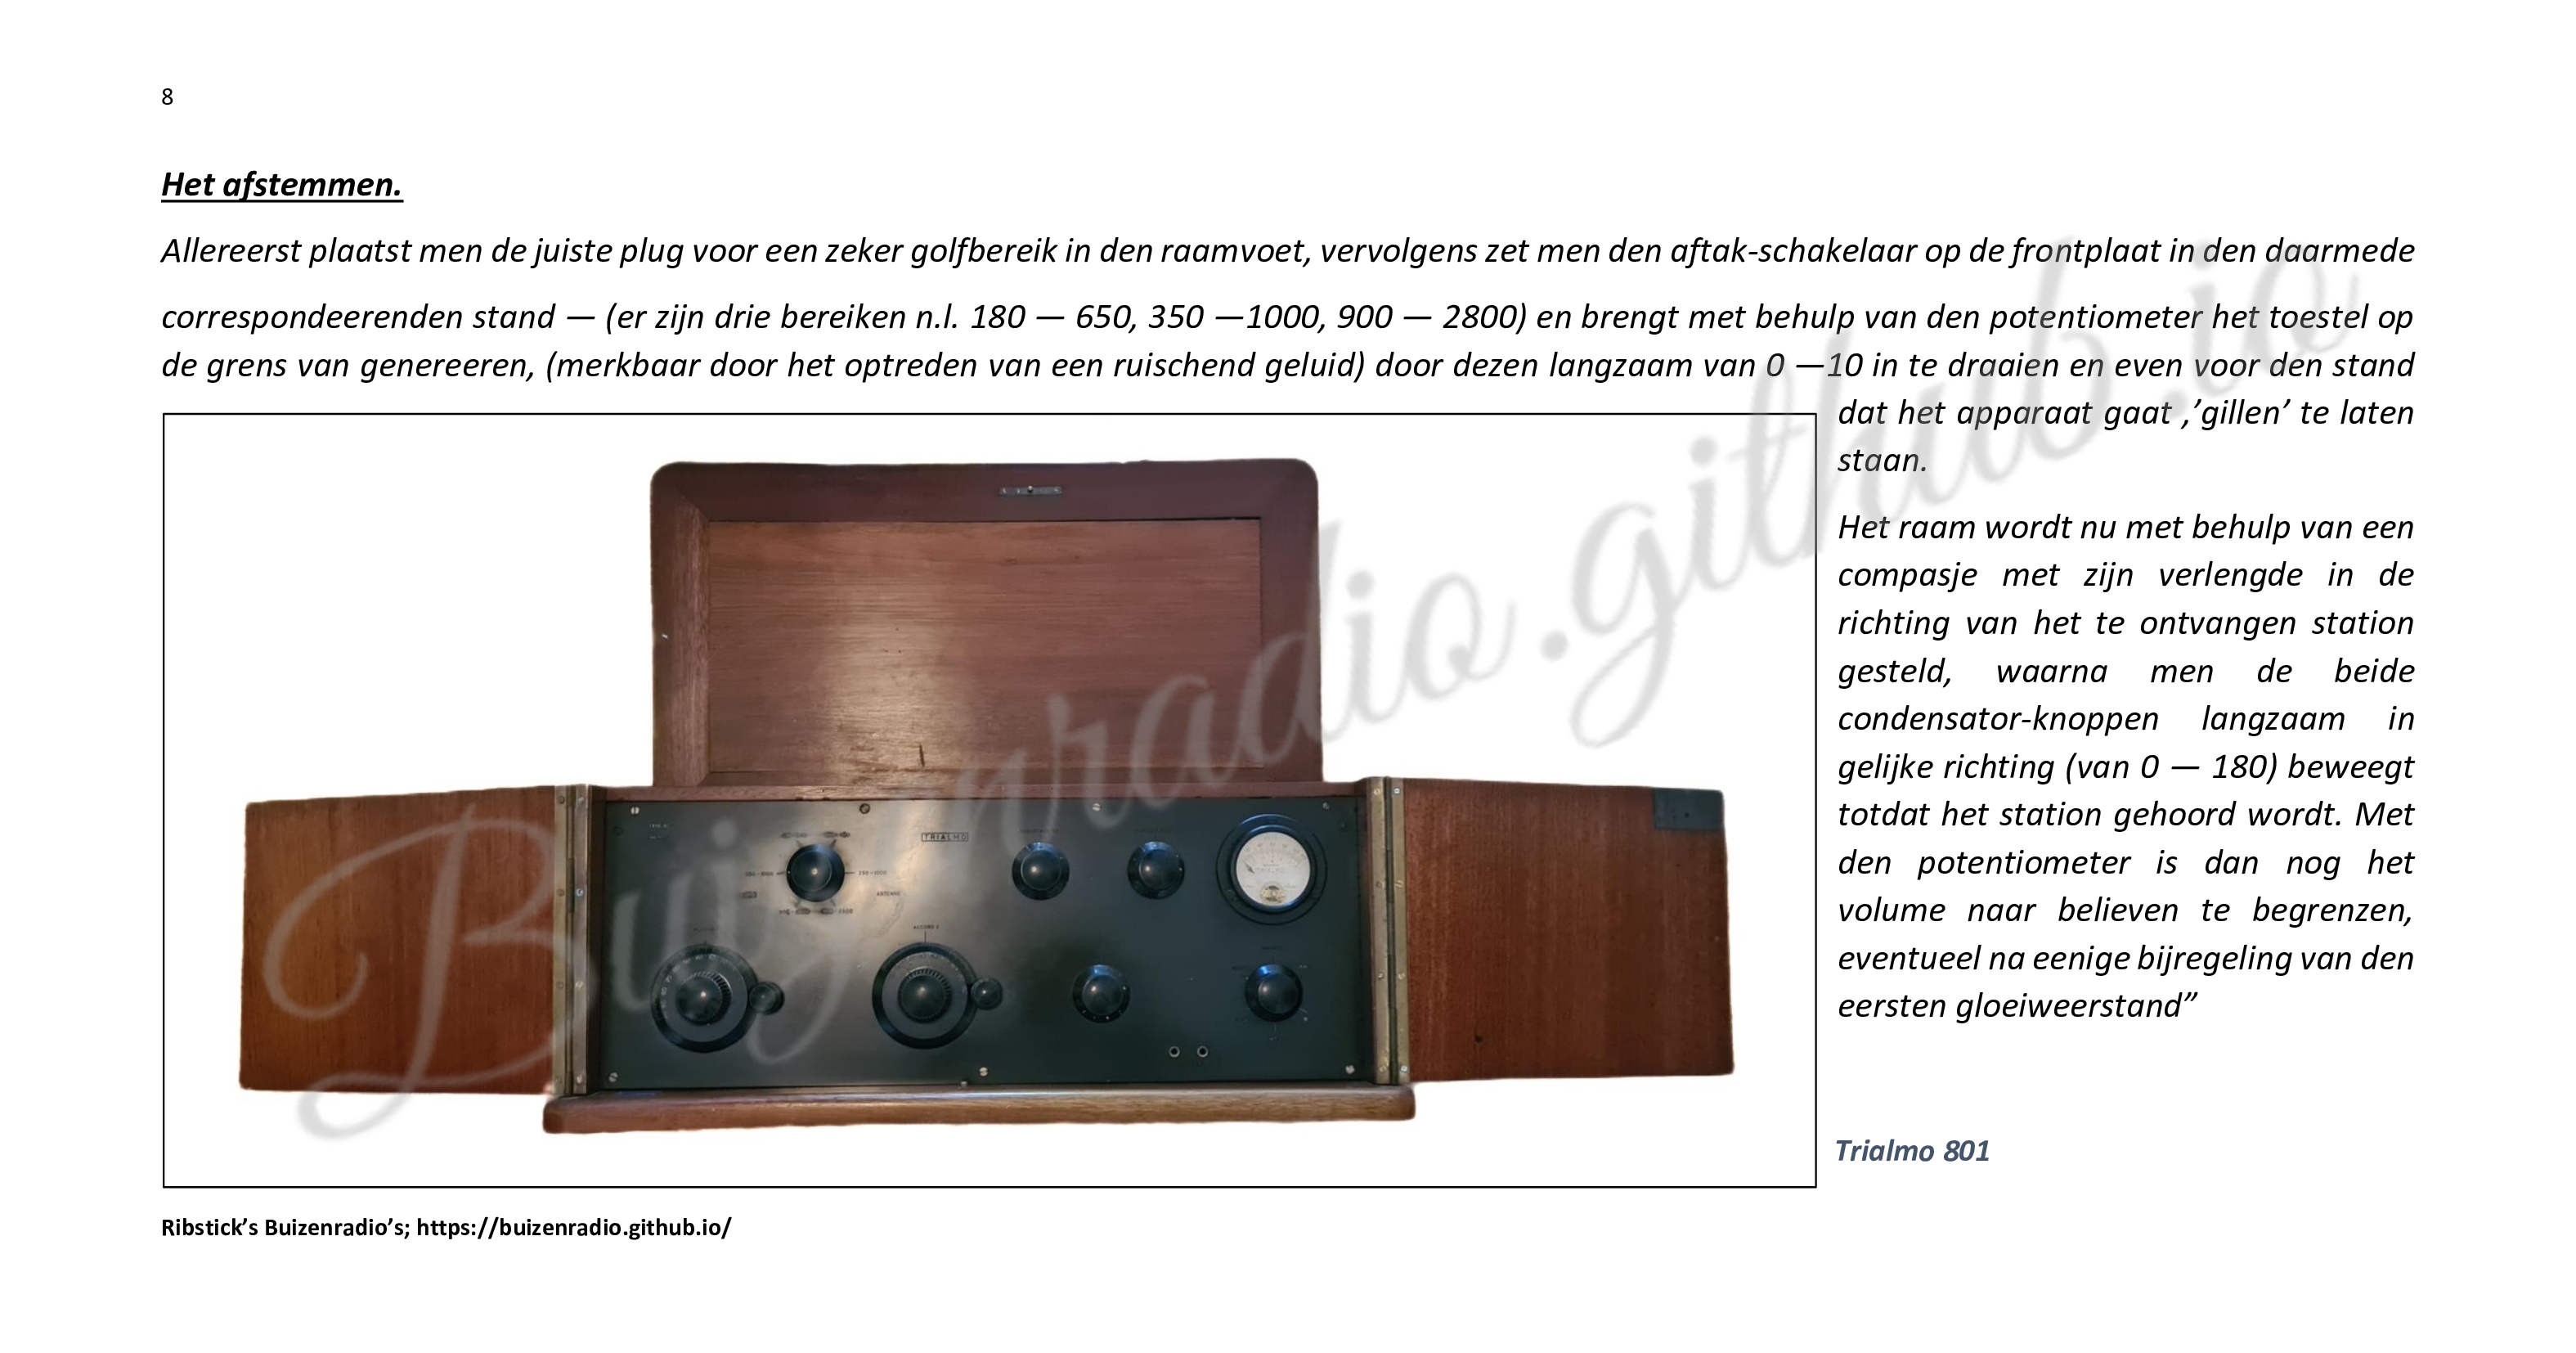 8
Het afstemmen.
Allereerst plaatst men de juiste plug voor een zeker golfbereik in den raamvoet, vervolgens zet men den aftak-schakelaar op de frontplaat in den daarmede
correspondeerenden stand — (er zijn drie bereiken n.l. 180 — 650, 350 —1000, 900 — 2800) en brengt met behulp van den potentiometer het toestel op
de grens van genereeren, (merkbaar door het optreden van een ruischend geluid) door dezen langzaam van 0 —10 in te draaien en even voor den stand
dat het apparaat gaat ,’gillen’ te laten
staan.
Het raam wordt nu met behulp van een
compasje met zijn verlengde in de
richting van het te ontvangen station
gesteld, waarna men de beide
condensator-knoppen langzaam in
gelijke richting (van 0 — 180) beweegt
totdat het station gehoord wordt. Met
den potentiometer is dan nog het
volume naar believen te begrenzen,
eventueel na eenige bijregeling van den
eersten gloeiweerstand”
TRIALMO
Buizenradio.github.io
Trialmo 801
Ribstick’s Buizenradio’s; https://buizenradio.github.io/